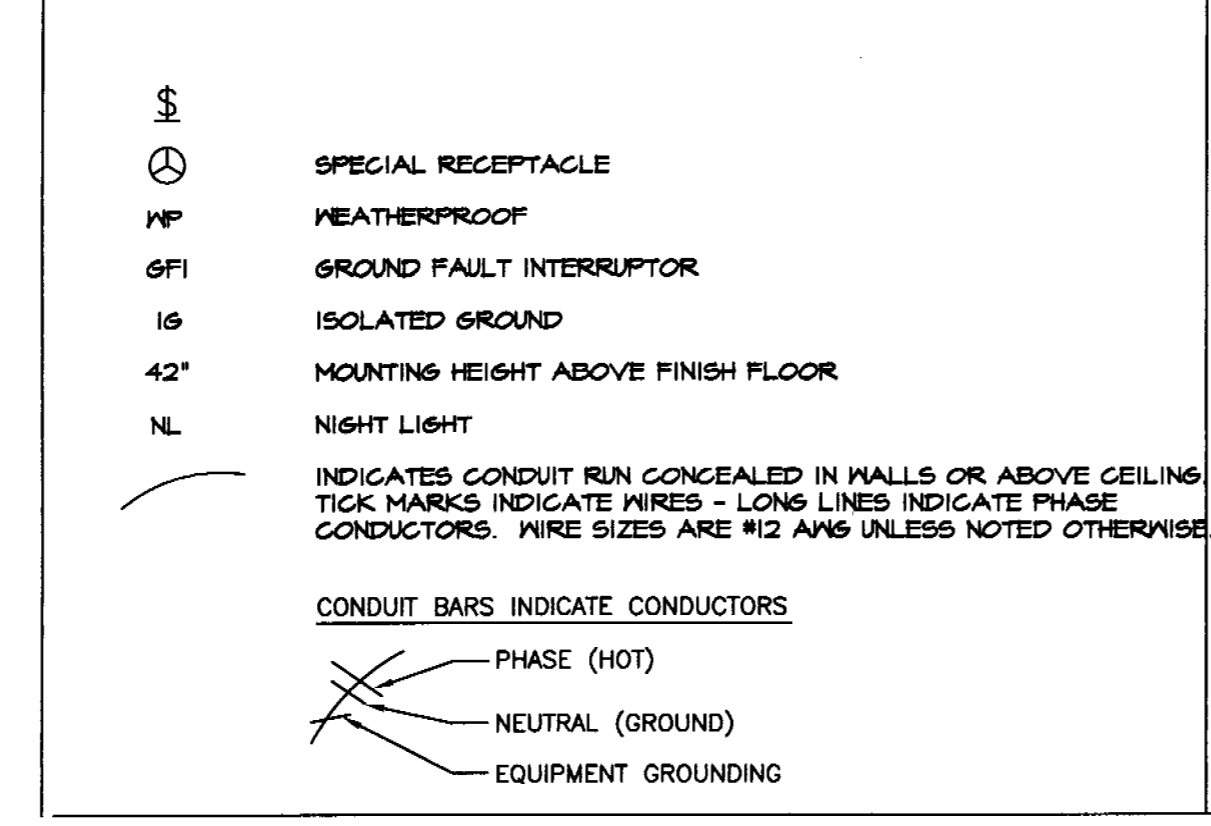 $
SPECIAL RECEPTACLE
WP WEATHERPROOF
GFI GROUND FAULT INTERRUPTOR
IG ISOLATED GROUND
42" MOUNTING HEIGHT ABOVE FINISH FLOOR
NL NIGHT LIGHT
INDICATES CONDUIT RUN CONCEALED IN WALLS OR ABOVE CEILING.
TICK MARKS INDICATE WIRES - LONG LINES INDICATE PHASE
CONDUCTORS. WIRE SIZES ARE #12 AWG UNLESS NOTED OTHERWISE.
CONDUIT BARS INDICATE CONDUCTORS
PHASE (HOT)
NEUTRAL (GROUND)
EQUIPMENT GROUNDING